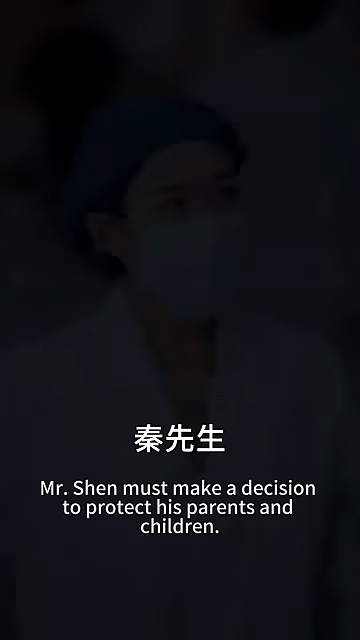 秦先生
Mr. Shen must make a decision
to protect his parents and
children.